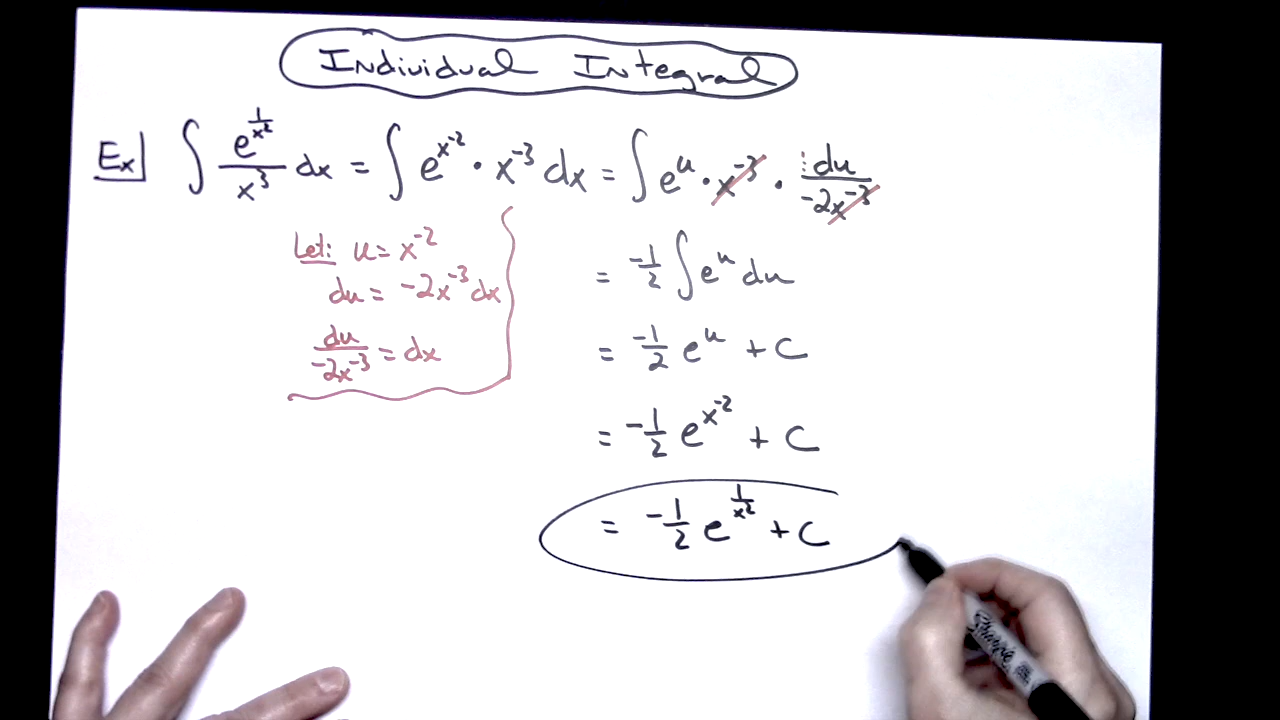 Individual Integral
Ex] ∫ e^(1/x²)/x³ dx = ∫ e^(x⁻²) · x⁻³ dx = ∫ e^u · x⁻³ · du/(-2x⁻³)
Let: u = x⁻²
du = -2x⁻³ dx
du/(-2x⁻³) = dx
= -1/2 ∫ e^u du
= -1/2 e^u + C
= -1/2 e^(x⁻²) + C
= -1/2 e^(1/x²) + C
Sharpie